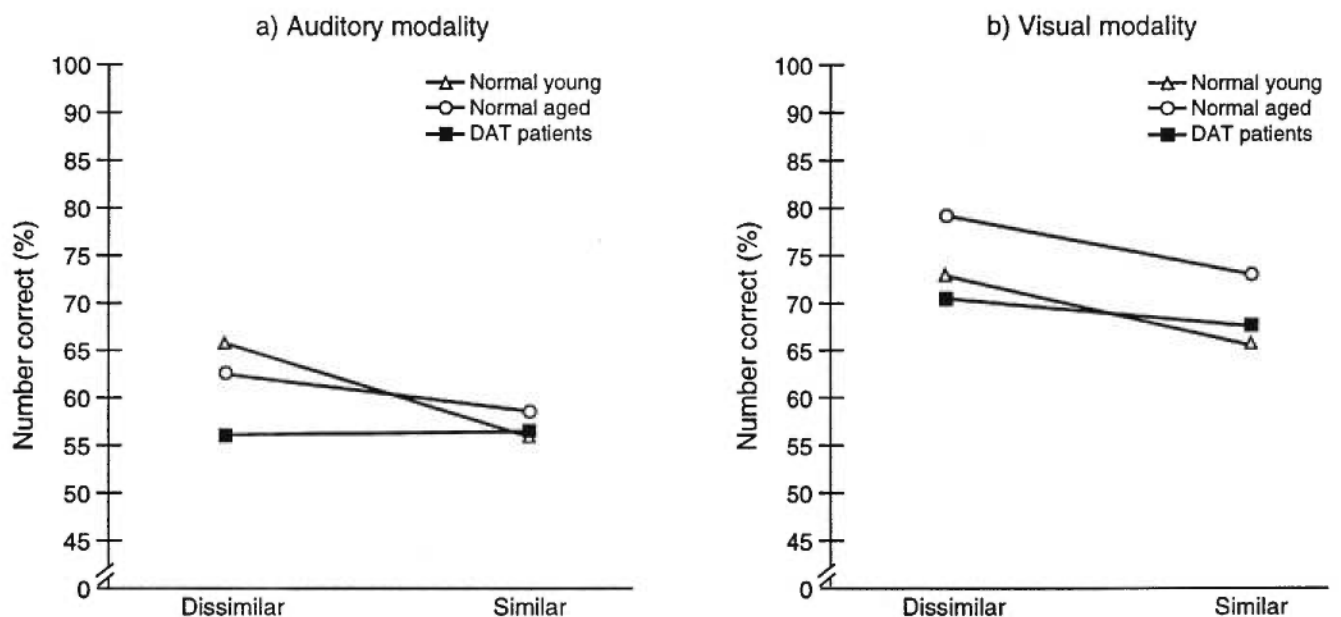 a) Auditory modality
Number correct (%)
100
90
90
85
80
75
70
65
60
55
50
45
0
Normal young
Normal aged
DAT patients
Dissimilar
Similar
b) Visual modality
Number correct (%)
100
90
90
85
80
75
70
65
60
55
50
45
0
Normal young
Normal aged
DAT patients
Dissimilar
Similar